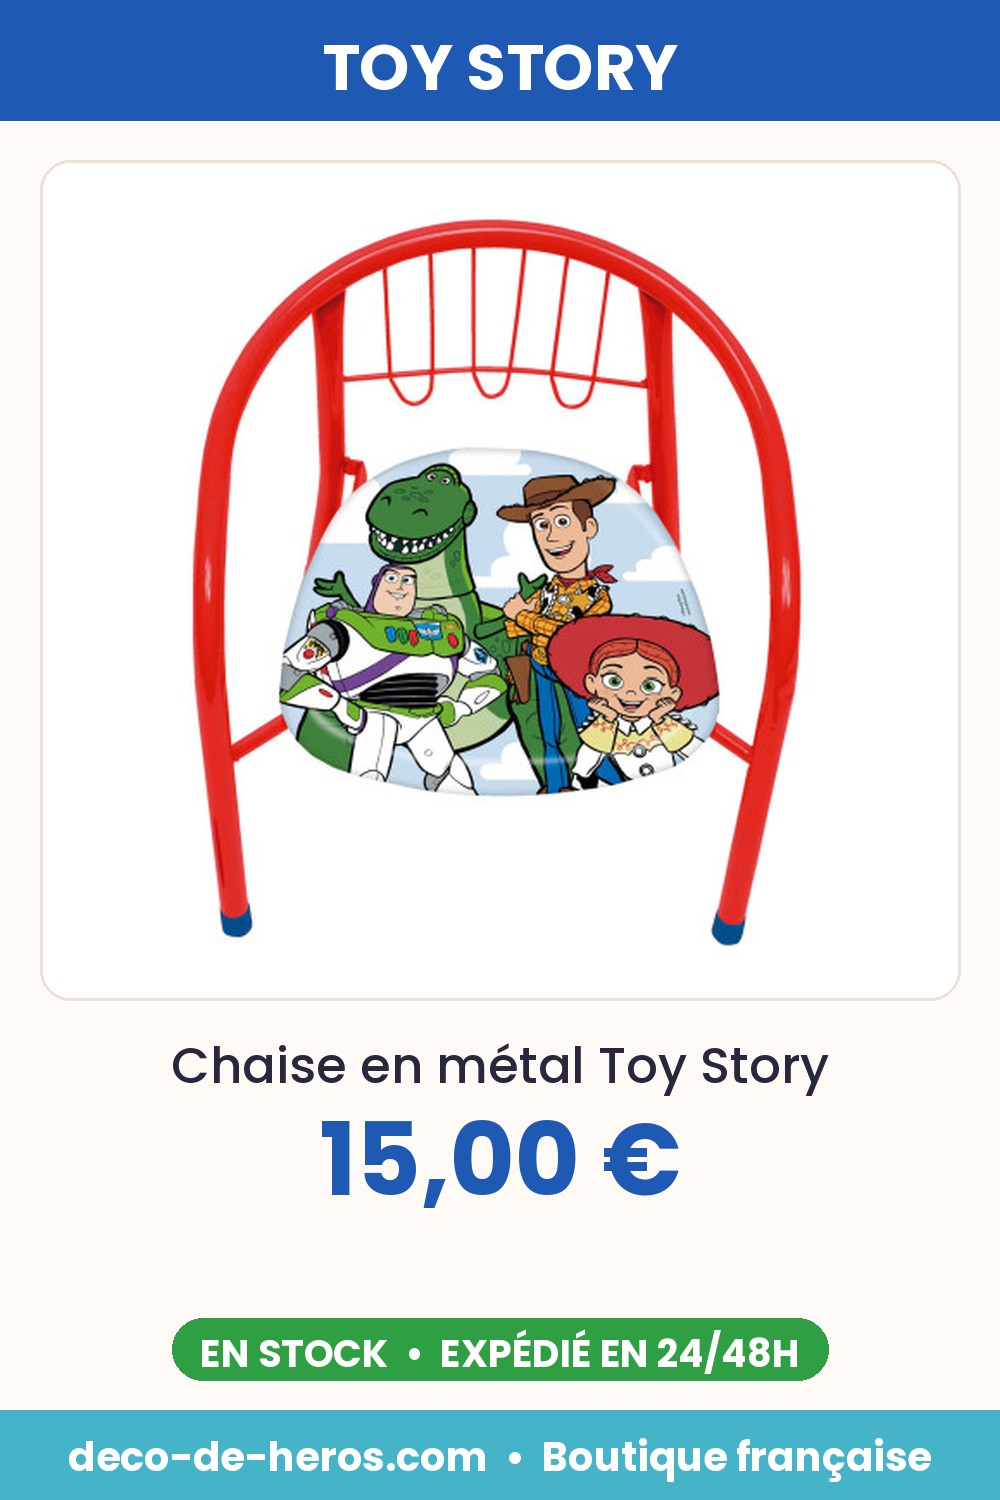 TOY STORY
Chaise en métal Toy Story
15,00 €
EN STOCK • EXPÉDIÉ EN 24/48H
deco-de-heros.com • Boutique française